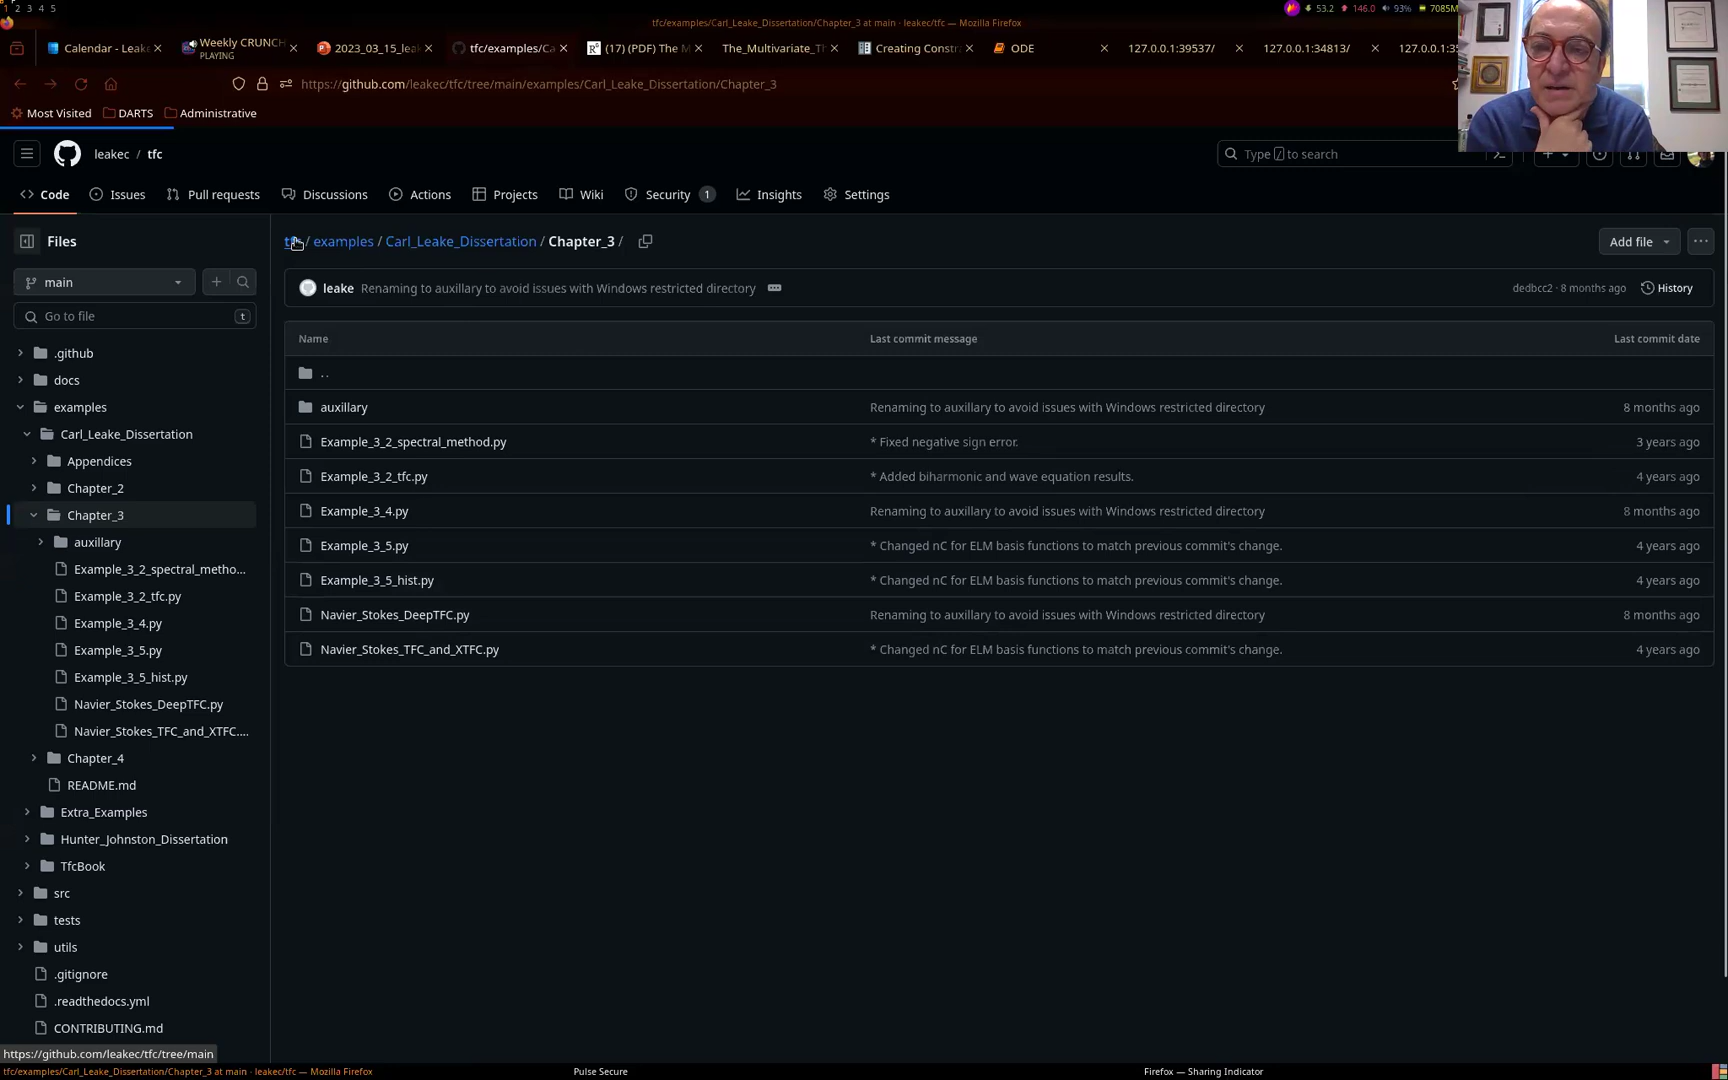 1 2 3 4 5
53.2 146.0 93% 7085M
tfc/examples/Carl_Leake_Dissertation/Chapter_3 at main · leakec/tfc — Mozilla Firefox
Calendar - Leake
Weekly CRUNCH
PLAYING
2023_03_15_lea
tfc/examples/Ca
(17) (PDF) The M
The_Multivariate_Th
Creating Constr
ODE
127.0.0.1:39537/
127.0.0.1:34813/
https://github.com/leakec/tfc/tree/main/examples/Carl_Leake_Dissertation/Chapter_3
Most Visited
DARTS
Administrative
leakec / tfc
Type / to search
Code
Issues
Pull requests
Discussions
Actions
Projects
Wiki
Security 1
Insights
Settings
Files
tfc / examples / Carl_Leake_Dissertation / Chapter_3 /
Add file
main
leake Renaming to auxillary to avoid issues with Windows restricted directory
dedbcc2 · 8 months ago
History
Go to file t
Name Last commit message Last commit date
..
auxillary Renaming to auxillary to avoid issues with Windows restricted directory 8 months ago
Example_3_2_spectral_method.py * Fixed negative sign error. 3 years ago
Example_3_2_tfc.py * Added biharmonic and wave equation results. 4 years ago
Example_3_4.py Renaming to auxillary to avoid issues with Windows restricted directory 8 months ago
Example_3_5.py * Changed nC for ELM basis functions to match previous commit's change. 4 years ago
Example_3_5_hist.py * Changed nC for ELM basis functions to match previous commit's change. 4 years ago
Navier_Stokes_DeepTFC.py Renaming to auxillary to avoid issues with Windows restricted directory 8 months ago
Navier_Stokes_TFC_and_XTFC.py * Changed nC for ELM basis functions to match previous commit's change. 4 years ago
.github
docs
examples
Carl_Leake_Dissertation
Appendices
Chapter_2
Chapter_3
auxillary
Example_3_2_spectral_metho...
Example_3_2_tfc.py
Example_3_4.py
Example_3_5.py
Example_3_5_hist.py
Navier_Stokes_DeepTFC.py
Navier_Stokes_TFC_and_XTFC....
Chapter_4
README.md
Extra_Examples
Hunter_Johnston_Dissertation
TfcBook
src
tests
utils
.gitignore
.readthedocs.yml
CONTRIBUTING.md
https://github.com/leakec/tfc/tree/main
tfc/examples/Carl_Leake_Dissertation/Chapter_3 at main · leakec/tfc — Mozilla Firefox
Pulse Secure
Firefox — Sharing Indicator